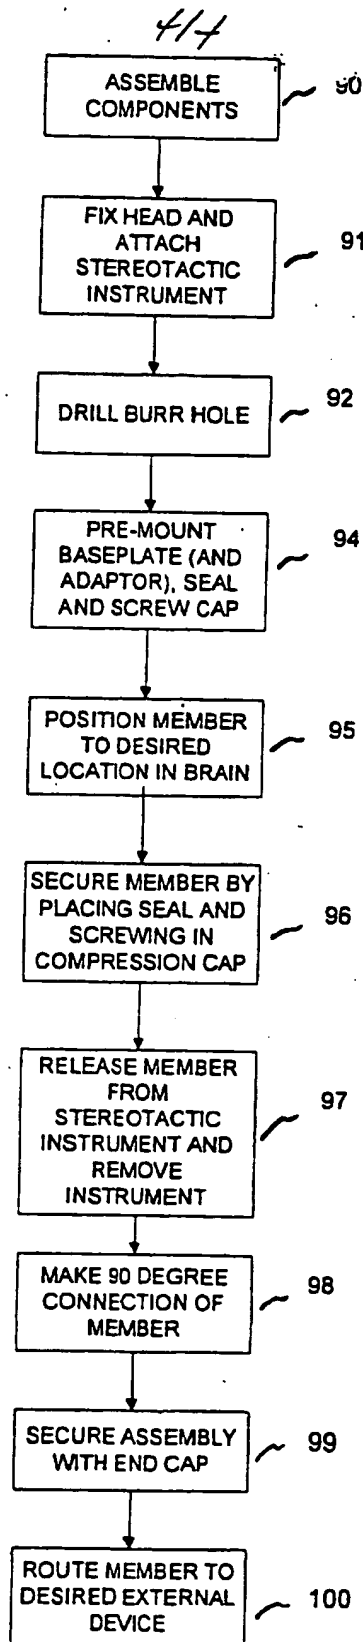 4/4
ASSEMBLE
COMPONENTS
90
FIX HEAD AND
ATTACH
STEREOTACTIC
INSTRUMENT
91
DRILL BURR HOLE
92
PRE-MOUNT
BASEPLATE (AND
ADAPTOR), SEAL
AND SCREW CAP
94
POSITION MEMBER
TO DESIRED
LOCATION IN BRAIN
95
SECURE MEMBER BY
PLACING SEAL AND
SCREWING IN
COMPRESSION CAP
96
RELEASE MEMBER
FROM
STEREOTACTIC
INSTRUMENT AND
REMOVE
INSTRUMENT
97
MAKE 90 DEGREE
CONNECTION OF
MEMBER
98
SECURE ASSEMBLY
WITH END CAP
99
ROUTE MEMBER TO
DESIRED EXTERNAL
DEVICE
100